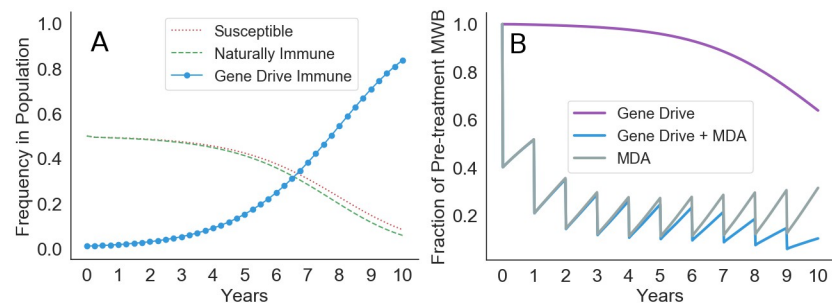 A
Susceptible
Naturally Immune
Gene Drive Immune
Frequency in Population
1.0
0.8
0.6
0.4
0.2
0.0
0 1 2 3 4 5 6 7 8 9 10
Years
B
Gene Drive
Gene Drive + MDA
MDA
Fraction of Pre-treatment MWB
1.0
0.8
0.6
0.4
0.2
0 1 2 3 4 5 6 7 8 9 10
Years